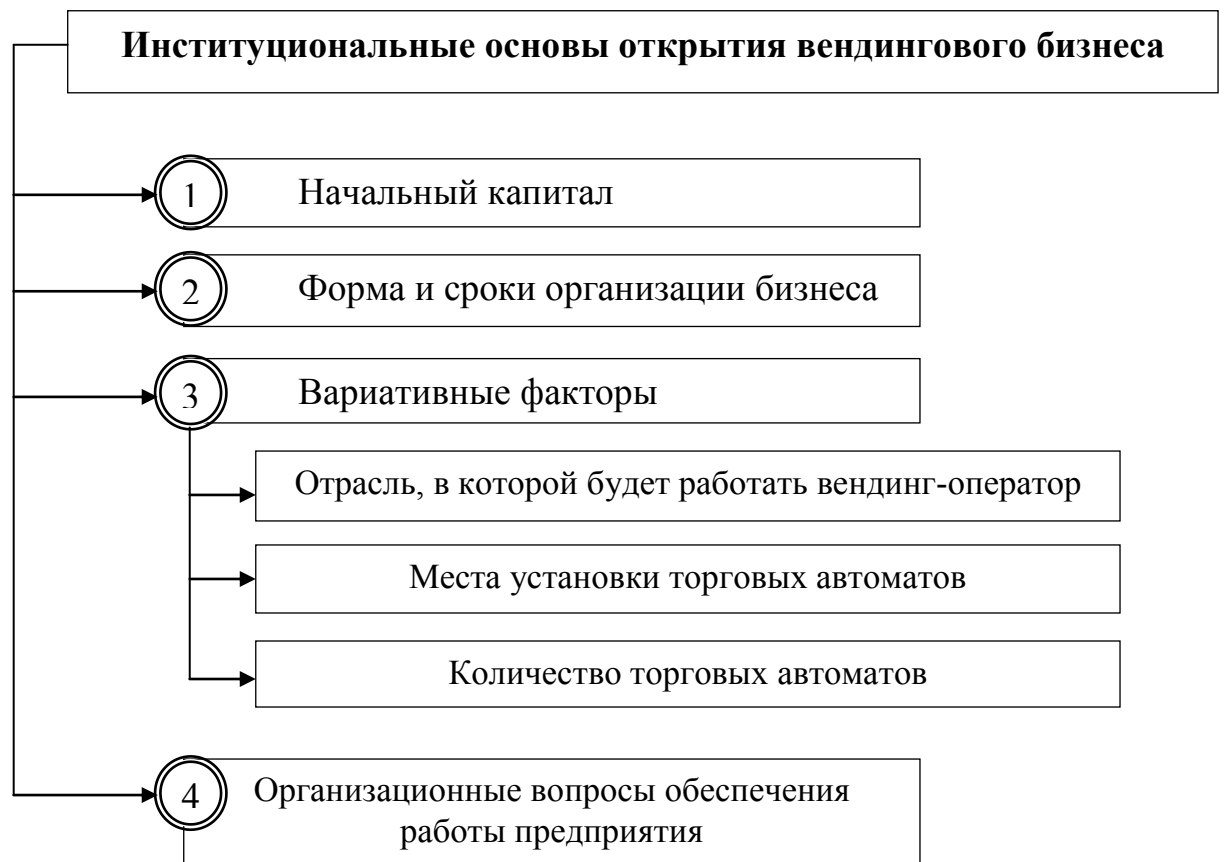 Институциональные основы открытия вендингового бизнеса
1
Начальный капитал
2
Форма и сроки организации бизнеса
3
Вариативные факторы
Отрасль, в которой будет работать вендинг-оператор
Места установки торговых автоматов
Количество торговых автоматов
4
Организационные вопросы обеспечения
работы предприятия